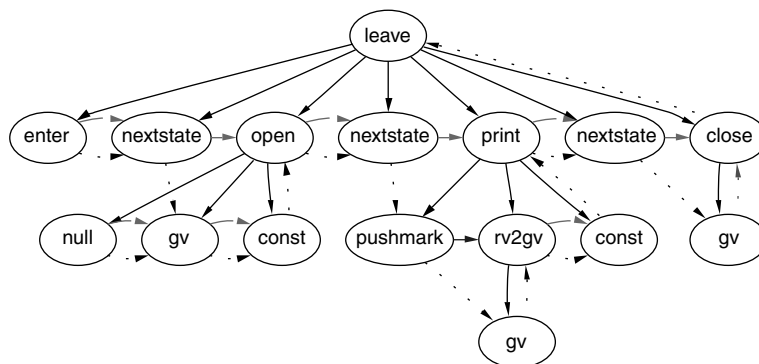 leave
enter nextstate open nextstate print nextstate close
null gv const pushmark rv2gv const gv
gv